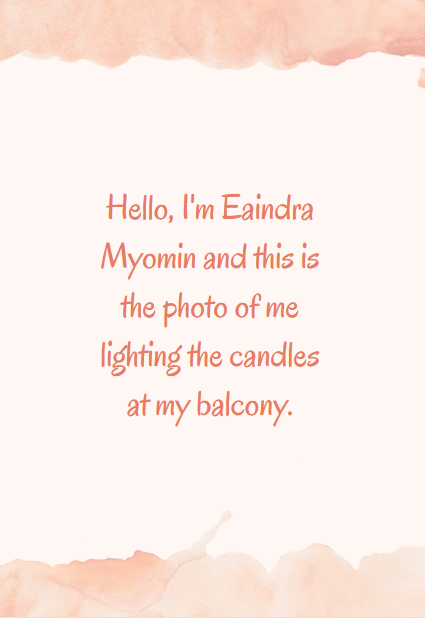 Hello, I'm Eaindra
Myomin and this is
the photo of me
lighting the candles
at my balcony.